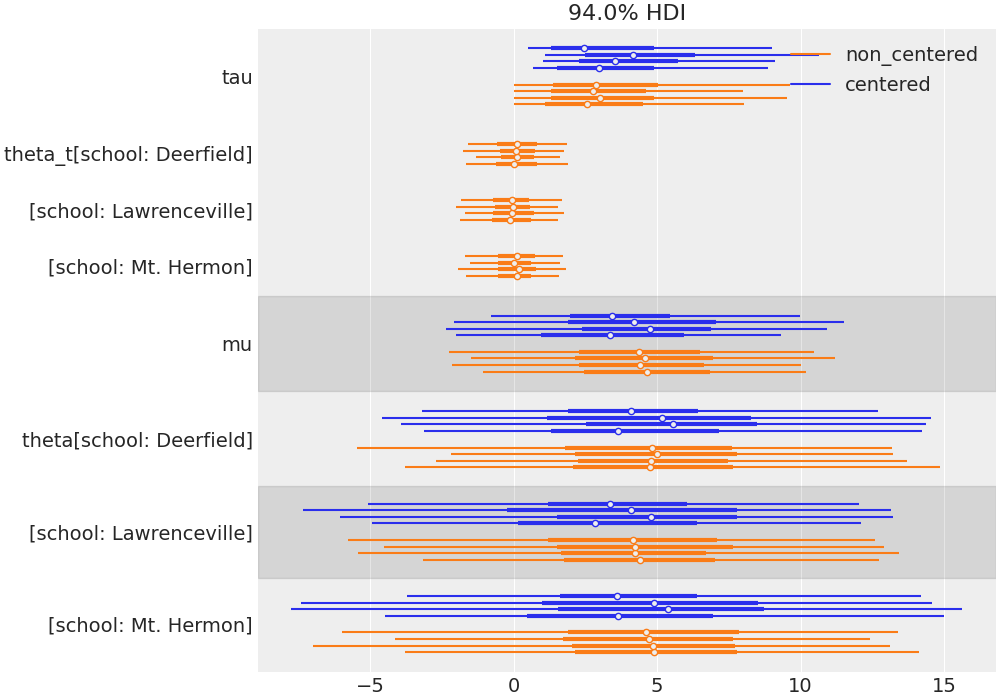 94.0% HDI
non_centered
centered
tau
theta_t[school: Deerfield]
[school: Lawrenceville]
[school: Mt. Hermon]
mu
theta[school: Deerfield]
[school: Lawrenceville]
[school: Mt. Hermon]
−5 0 5 10 15